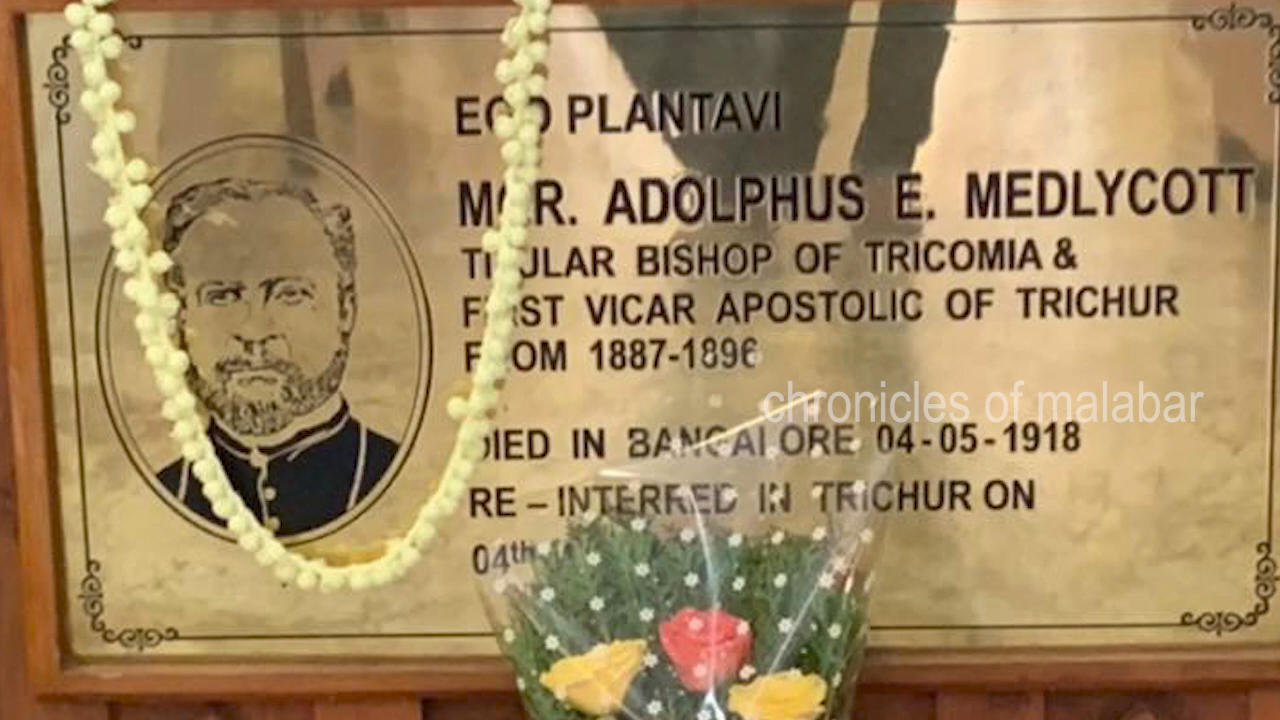 EGO PLANTAVI
MGR. ADOLPHUS E. MEDLYCOTT
TITULAR BISHOP OF TRICOMIA &
FIRST VICAR APOSTOLIC OF TRICHUR
FROM 1887-1896
chronicles of malabar
DIED IN BANGALORE 04-05-1918
RE – INTERRED IN TRICHUR ON
04th